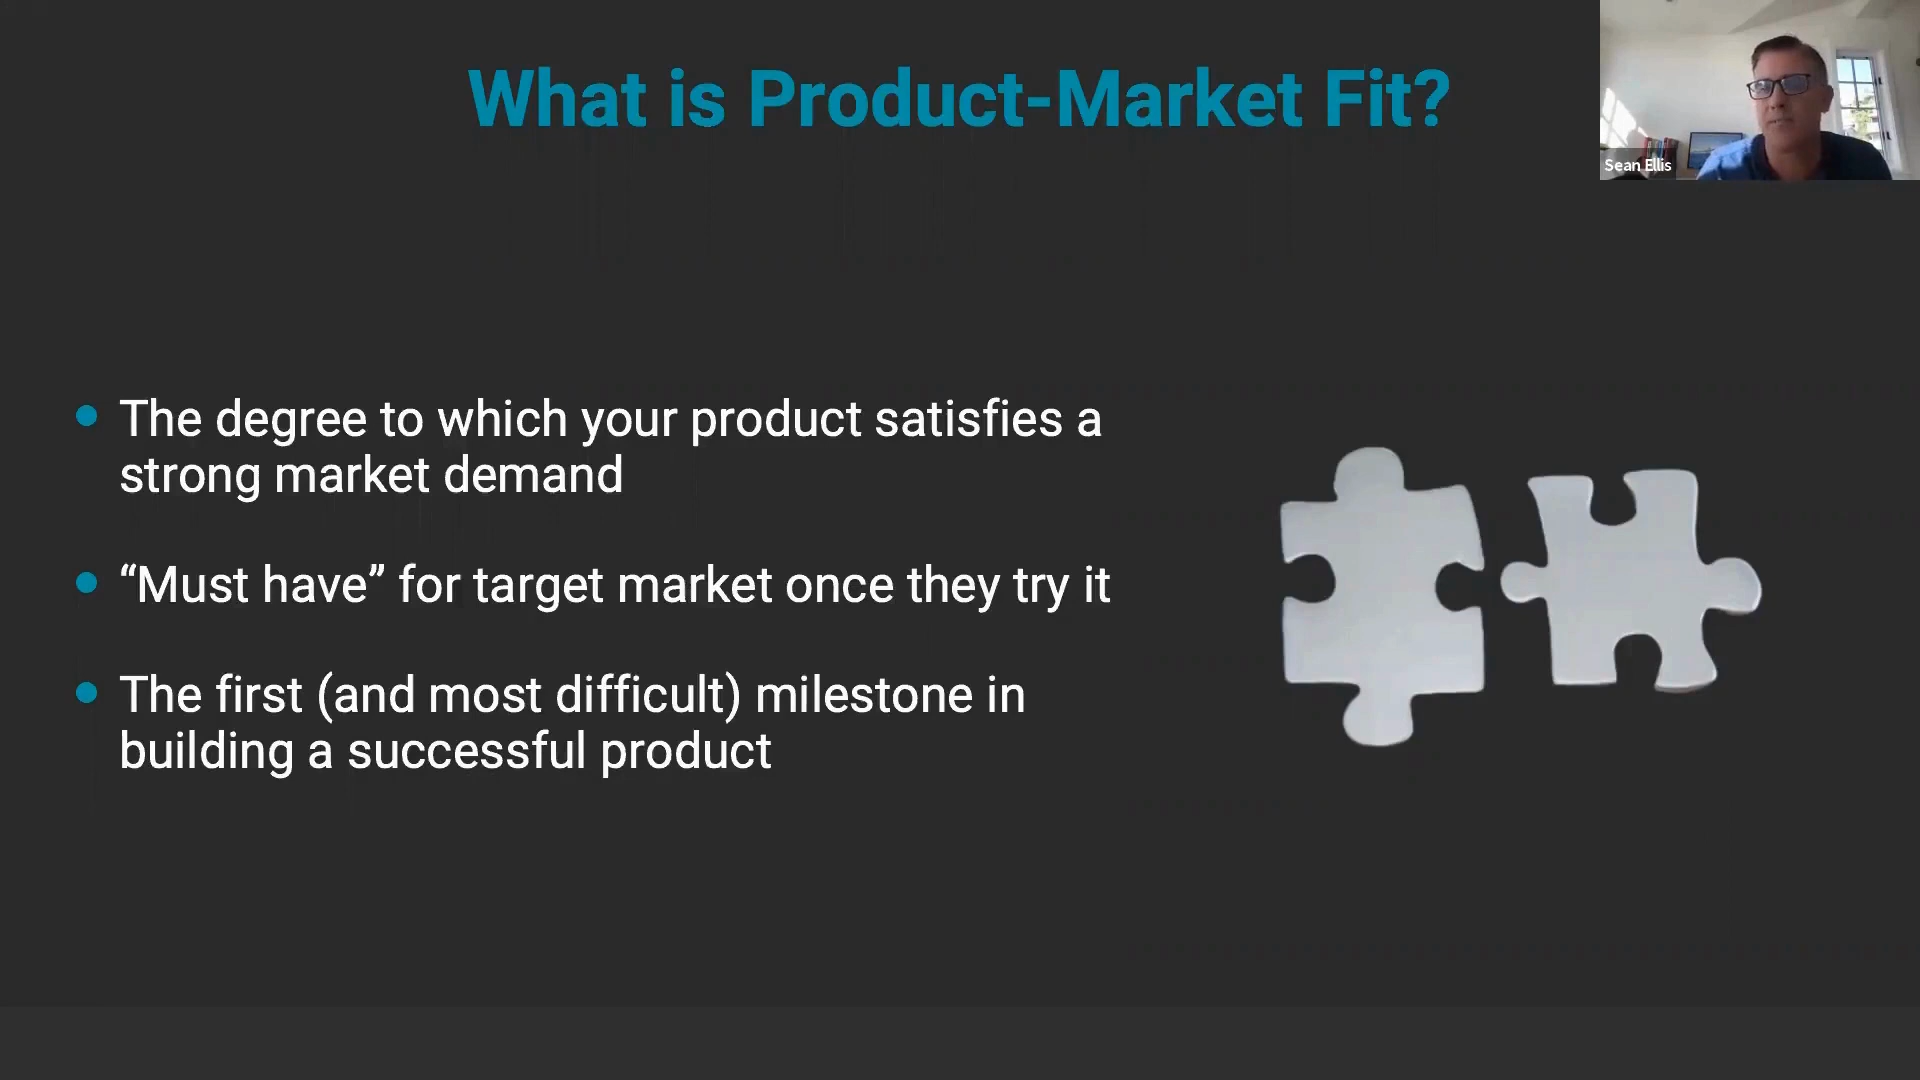 What is Product-Market Fit?
Sean Ellis
The degree to which your product satisfies a
strong market demand
“Must have” for target market once they try it
The first (and most difficult) milestone in
building a successful product